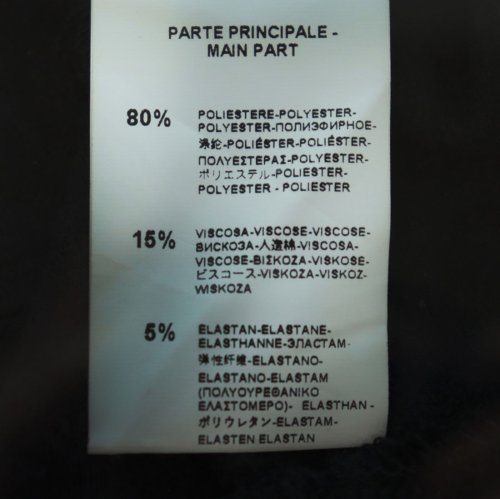 PARTE PRINCIPALE -
MAIN PART
80% POLIESTERE-POLYESTER-
POLYESTER-ПОЛИЭФИРНОЕ-
涤纶-POLIÉSTER-POLIÉSTER-
ΠΟΛΥΕΣΤΕΡΑΣ-POLYESTER-
ポリエステル-POLYESTER-
POLYESTER - POLIESTER
15% VISCOSA-VISCOSE-VISCOSE-
ВИСКОЗА-人造棉-VISCOSA-
VISCOSE-ΒΙΣΚΟΖΑ-VISKOSE-
ビスコース-VISKOZA-VISKOZ-
WISKOZA
5% ELASTAN-ELASTANE-
ELASTHANNE-ЭЛАСТАМ-
弹性纤维-ELASTANO-
ELASTANO-ELASTAM
(ΠΟΛΥΟΥΡΕΘΑΝΙΚΟ
ΕΛΑΣΤΟΜΕΡΟ)- ELASTHAN -
ポリウレタン-ELASTAM-
ELASTEN ELASTAN